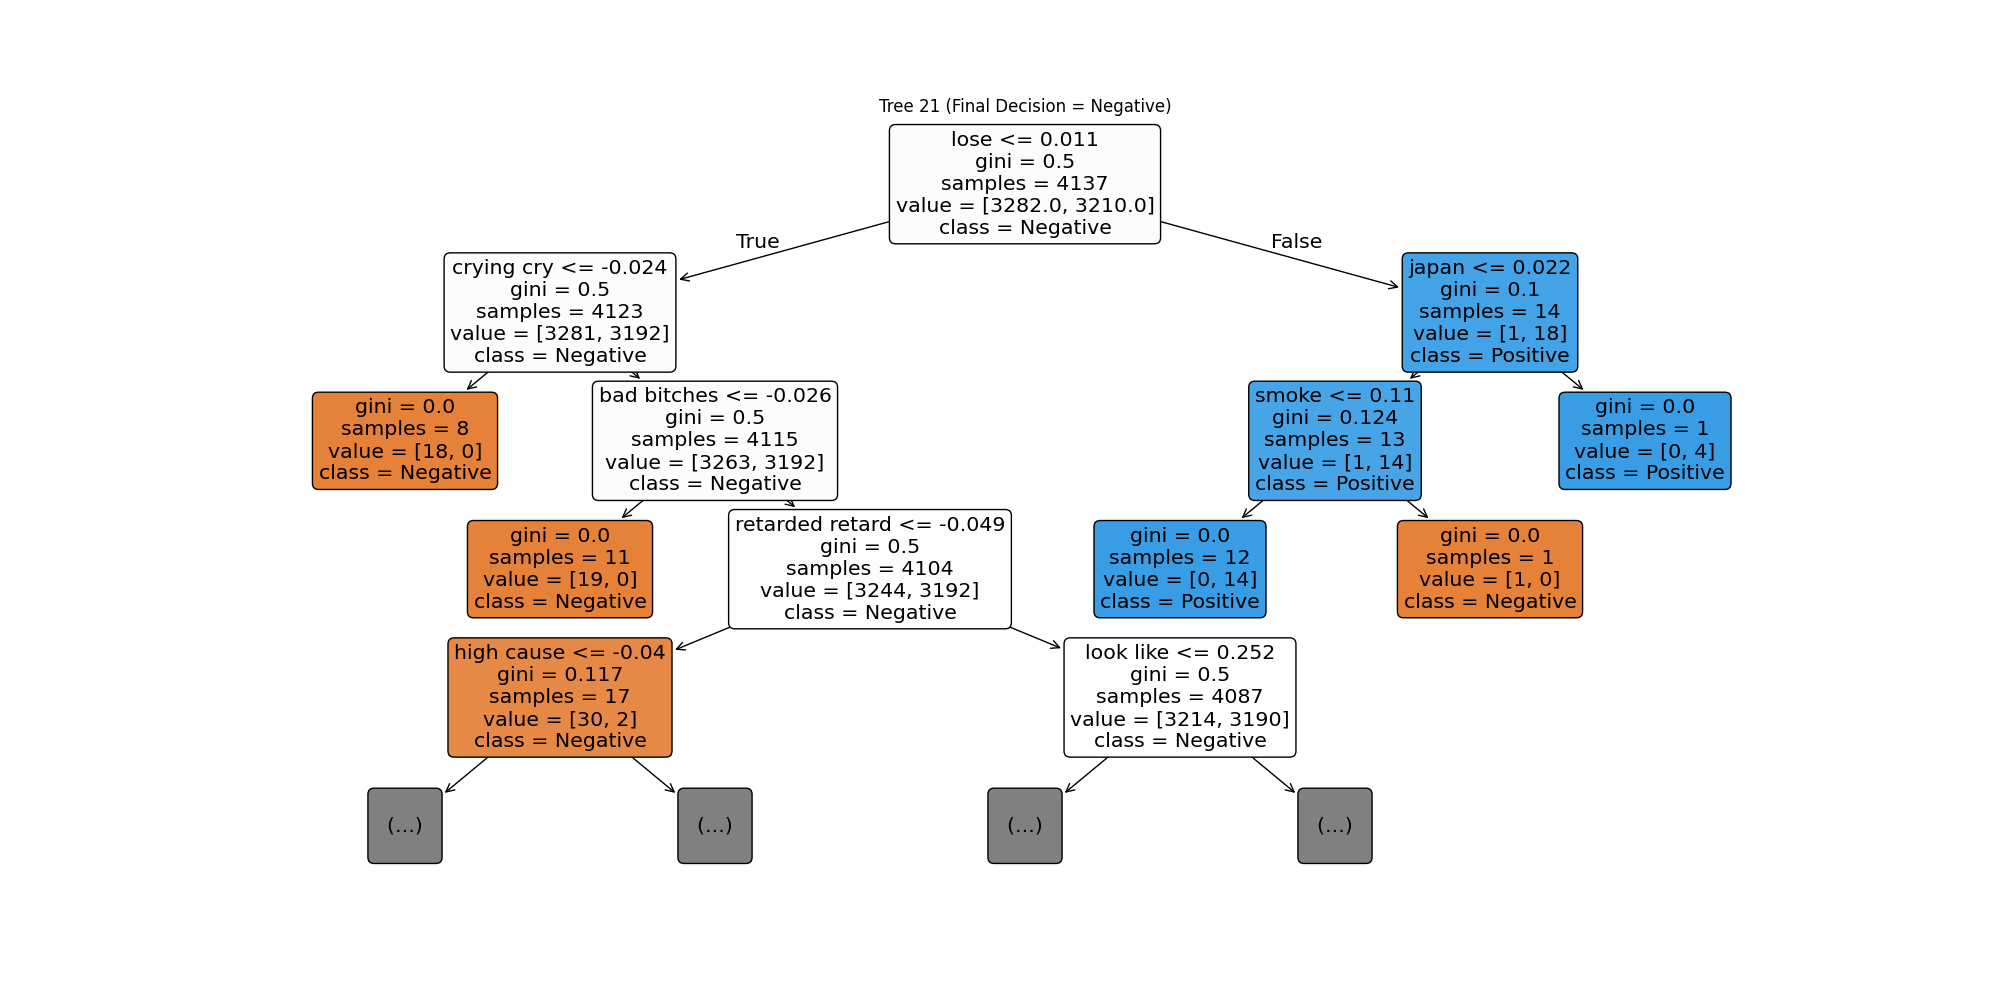 Tree 21 (Final Decision = Negative)
lose <= 0.011
gini = 0.5
samples = 4137
value = [3282.0, 3210.0]
class = Negative
True
False
crying cry <= -0.024
gini = 0.5
samples = 4123
value = [3281, 3192]
class = Negative
japan <= 0.022
gini = 0.1
samples = 14
value = [1, 18]
class = Positive
gini = 0.0
samples = 8
value = [18, 0]
class = Negative
bad bitches <= -0.026
gini = 0.5
samples = 4115
value = [3263, 3192]
class = Negative
smoke <= 0.11
gini = 0.124
samples = 13
value = [1, 14]
class = Positive
gini = 0.0
samples = 1
value = [0, 4]
class = Positive
gini = 0.0
samples = 11
value = [19, 0]
class = Negative
retarded retard <= -0.049
gini = 0.5
samples = 4104
value = [3244, 3192]
class = Negative
gini = 0.0
samples = 12
value = [0, 14]
class = Positive
gini = 0.0
samples = 1
value = [1, 0]
class = Negative
high cause <= -0.04
gini = 0.117
samples = 17
value = [30, 2]
class = Negative
look like <= 0.252
gini = 0.5
samples = 4087
value = [3214, 3190]
class = Negative
(...)
(...)
(...)
(...)